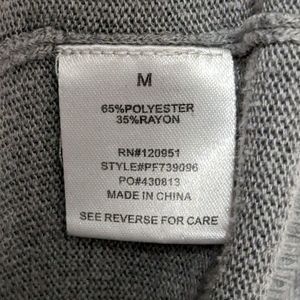 M
65%POLYESTER
35%RAYON
RN#120951
STYLE#PF739096
PO#430813
MADE IN CHINA
SEE REVERSE FOR CARE